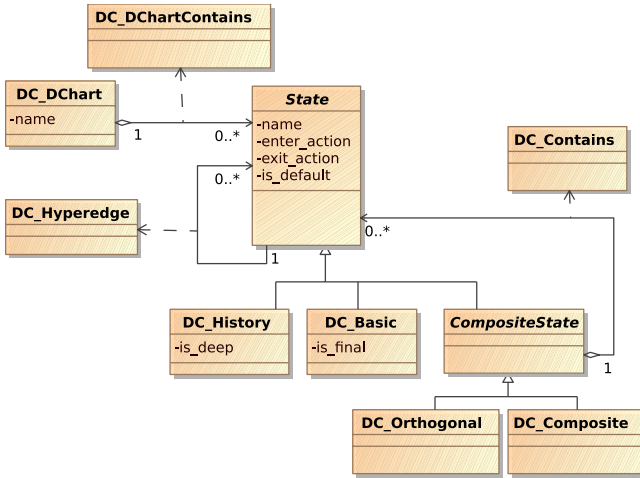 DC_DChartContains
DC_DChart
-name
1
0..*
State
-name
-enter_action
-exit_action
-is_default
0..*
1
DC_Contains
DC_Hyperedge
0..*
1
DC_History
-is_deep
DC_Basic
-is_final
CompositeState
DC_Orthogonal
DC_Composite